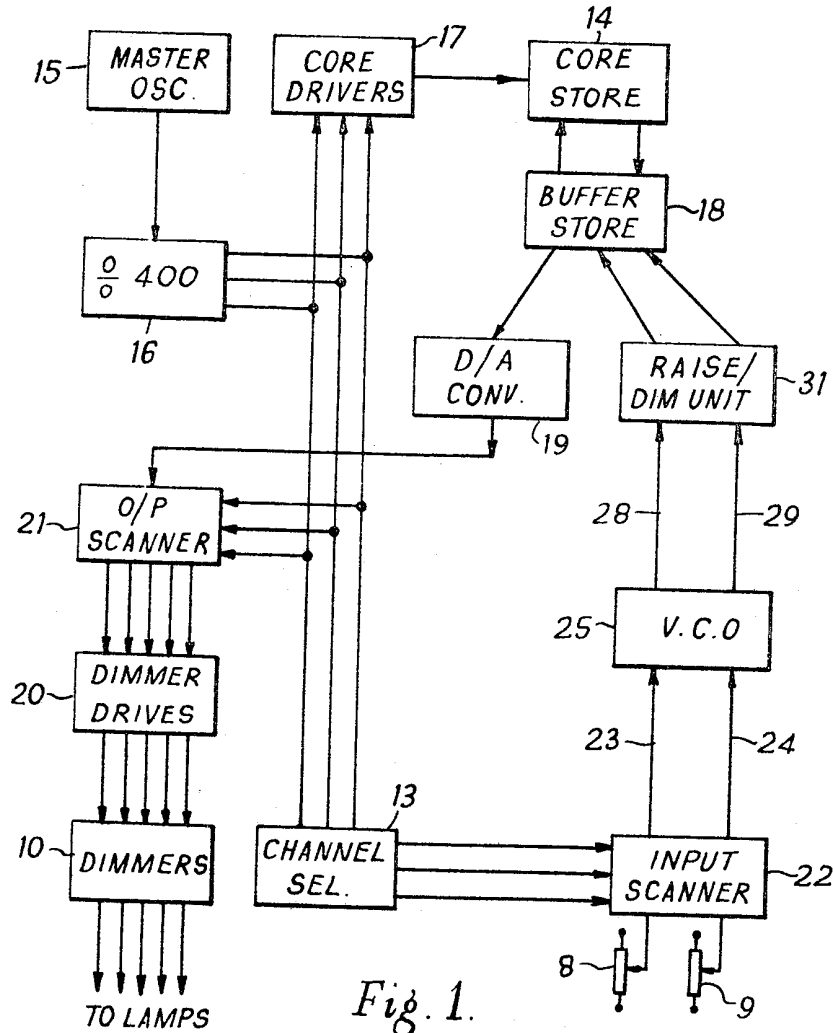 15
MASTER
OSC.
CORE
DRIVERS
17
14
CORE
STORE
BUFFER
STORE
18
0/0 400
16
D/A
CONV.
19
RAISE/
DIM UNIT
31
21
O/P
SCANNER
28
29
25
V.C.O
20
DIMMER
DRIVES
23
24
10
DIMMERS
13
CHANNEL
SEL.
INPUT
SCANNER
22
8
9
TO LAMPS
Fig. 1.